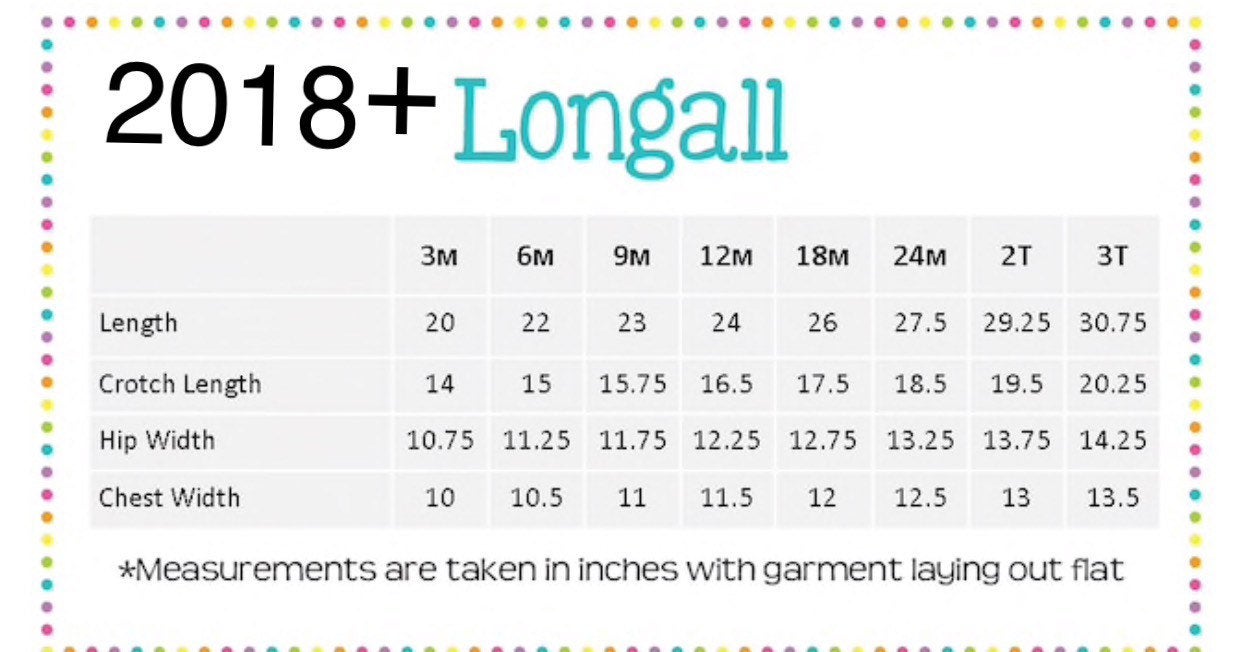 2018+ Longall
3M 6M 9M 12M 18M 24M 2T 3T
Length 20 22 23 24 26 27.5 29.25 30.75
Crotch Length 14 15 15.75 16.5 17.5 18.5 19.5 20.25
Hip Width 10.75 11.25 11.75 12.25 12.75 13.25 13.75 14.25
Chest Width 10 10.5 11 11.5 12 12.5 13 13.5
*Measurements are taken in inches with garment laying out flat